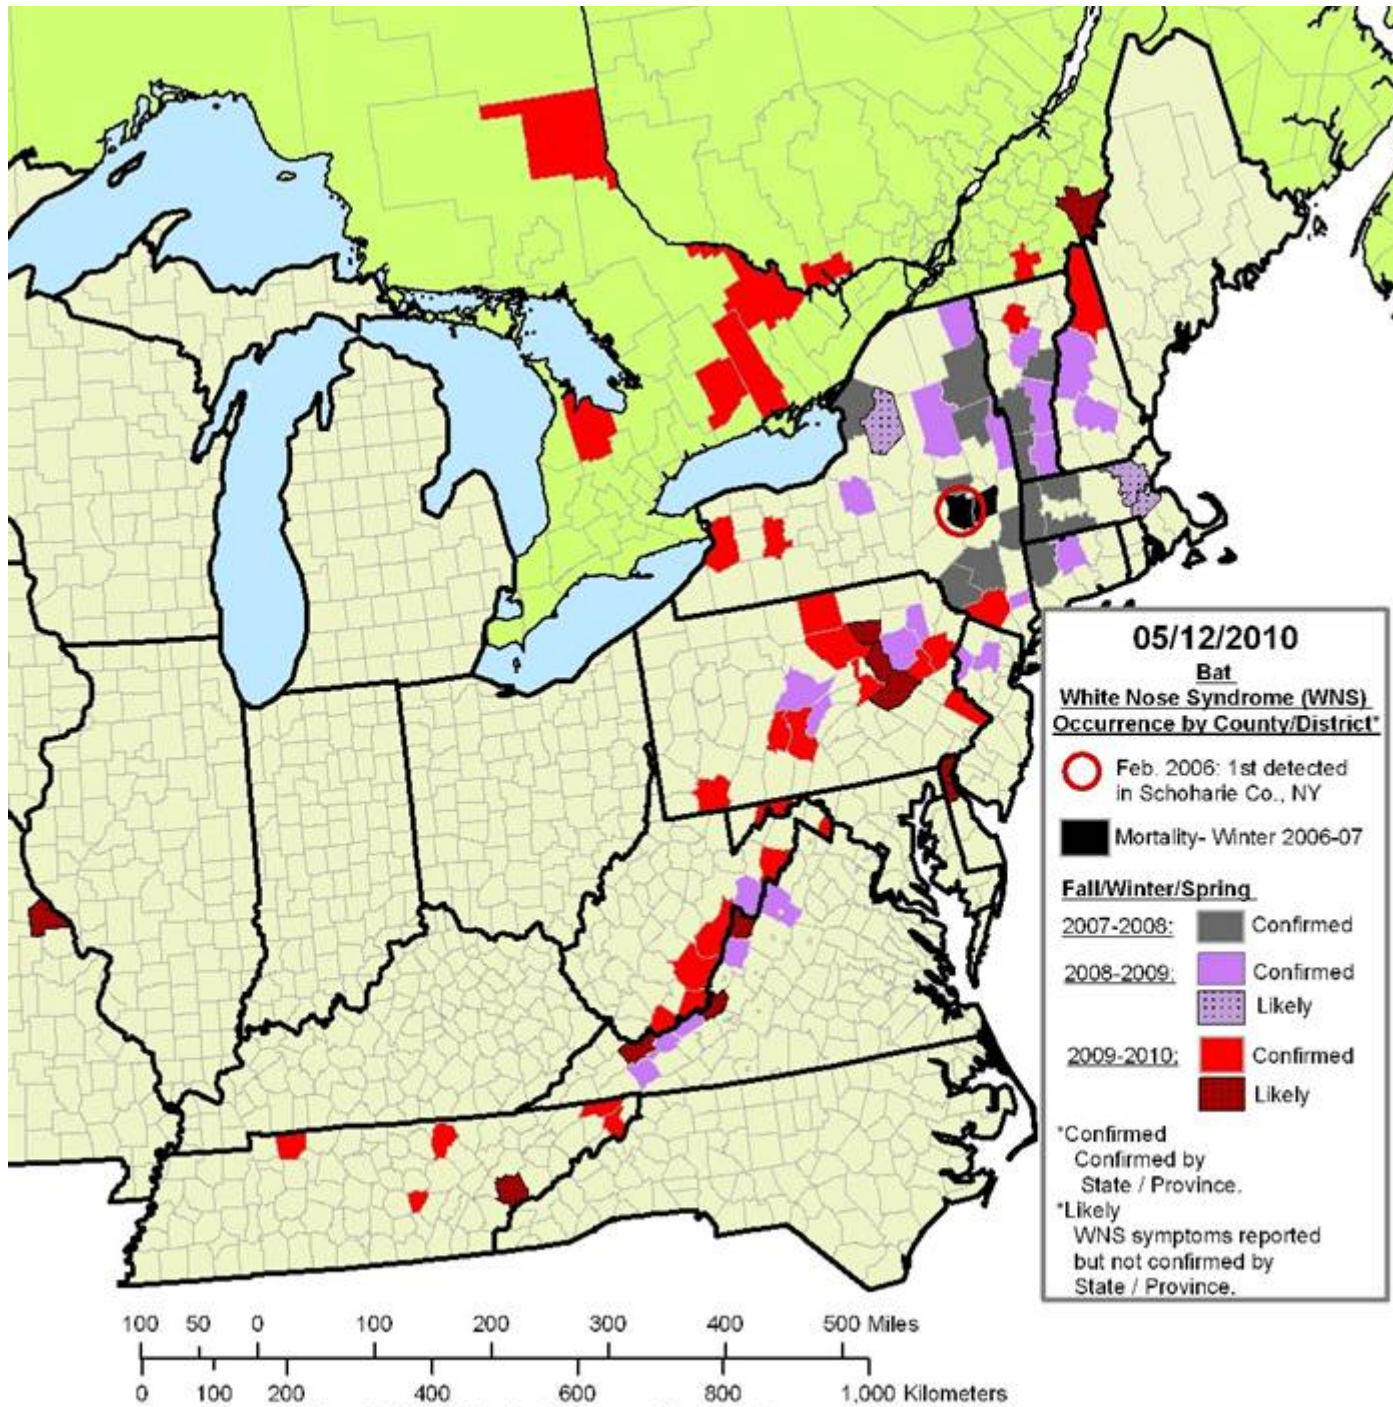 05/12/2010
Bat
White Nose Syndrome (WNS)
Occurrence by County/District*
Feb. 2006: 1st detected
in Schoharie Co., NY
Mortality- Winter 2006-07
Fall/Winter/Spring
2007-2008: Confirmed
2008-2009: Confirmed
Likely
2009-2010: Confirmed
Likely
*Confirmed
Confirmed by
State / Province.
*Likely
WNS symptoms reported
but not confirmed by
State / Province.
100 50 0 100 200 300 400 500 Miles
0 100 200 400 600 800 1,000 Kilometers